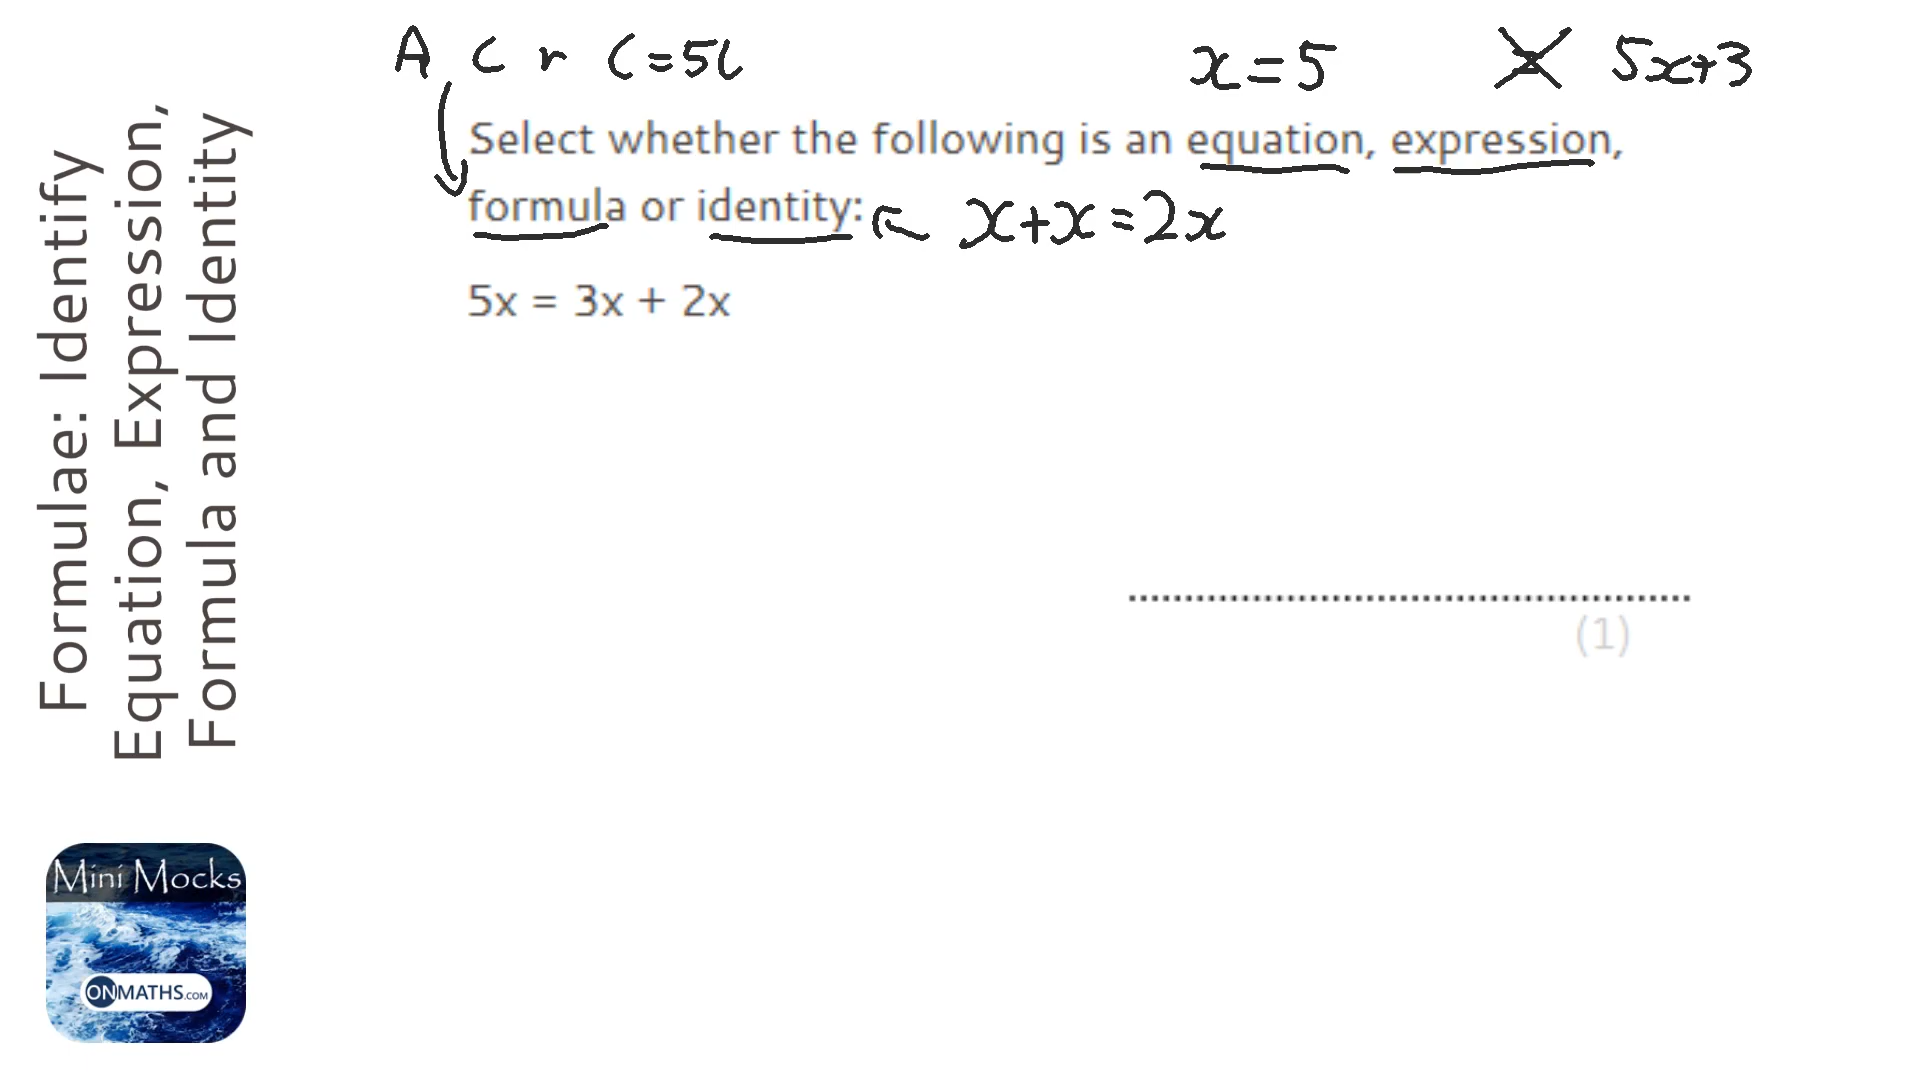 Formulae: Identify
Equation, Expression,
Formula and Identity
A C r C=5L x=5 5x+3
Select whether the following is an equation, expression,
formula or identity: x+x=2x
5x = 3x + 2x
(1)
Mini Mocks
ONMATHS.COM